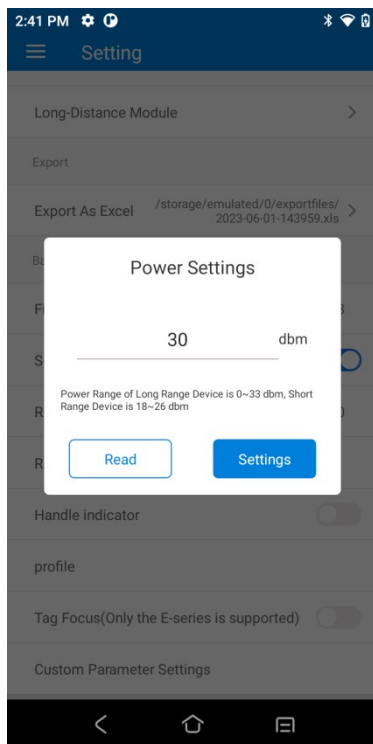 2:41 PM
Setting
Long-Distance Module
Export
Export As Excel
/storage/emulated/0/exportfiles/
2023-06-01-143959.xls
Power Settings
30 dbm
Power Range of Long Range Device is 0~33 dbm, Short
Range Device is 18~26 dbm
Read Settings
Handle indicator
profile
Tag Focus(Only the E-series is supported)
Custom Parameter Settings